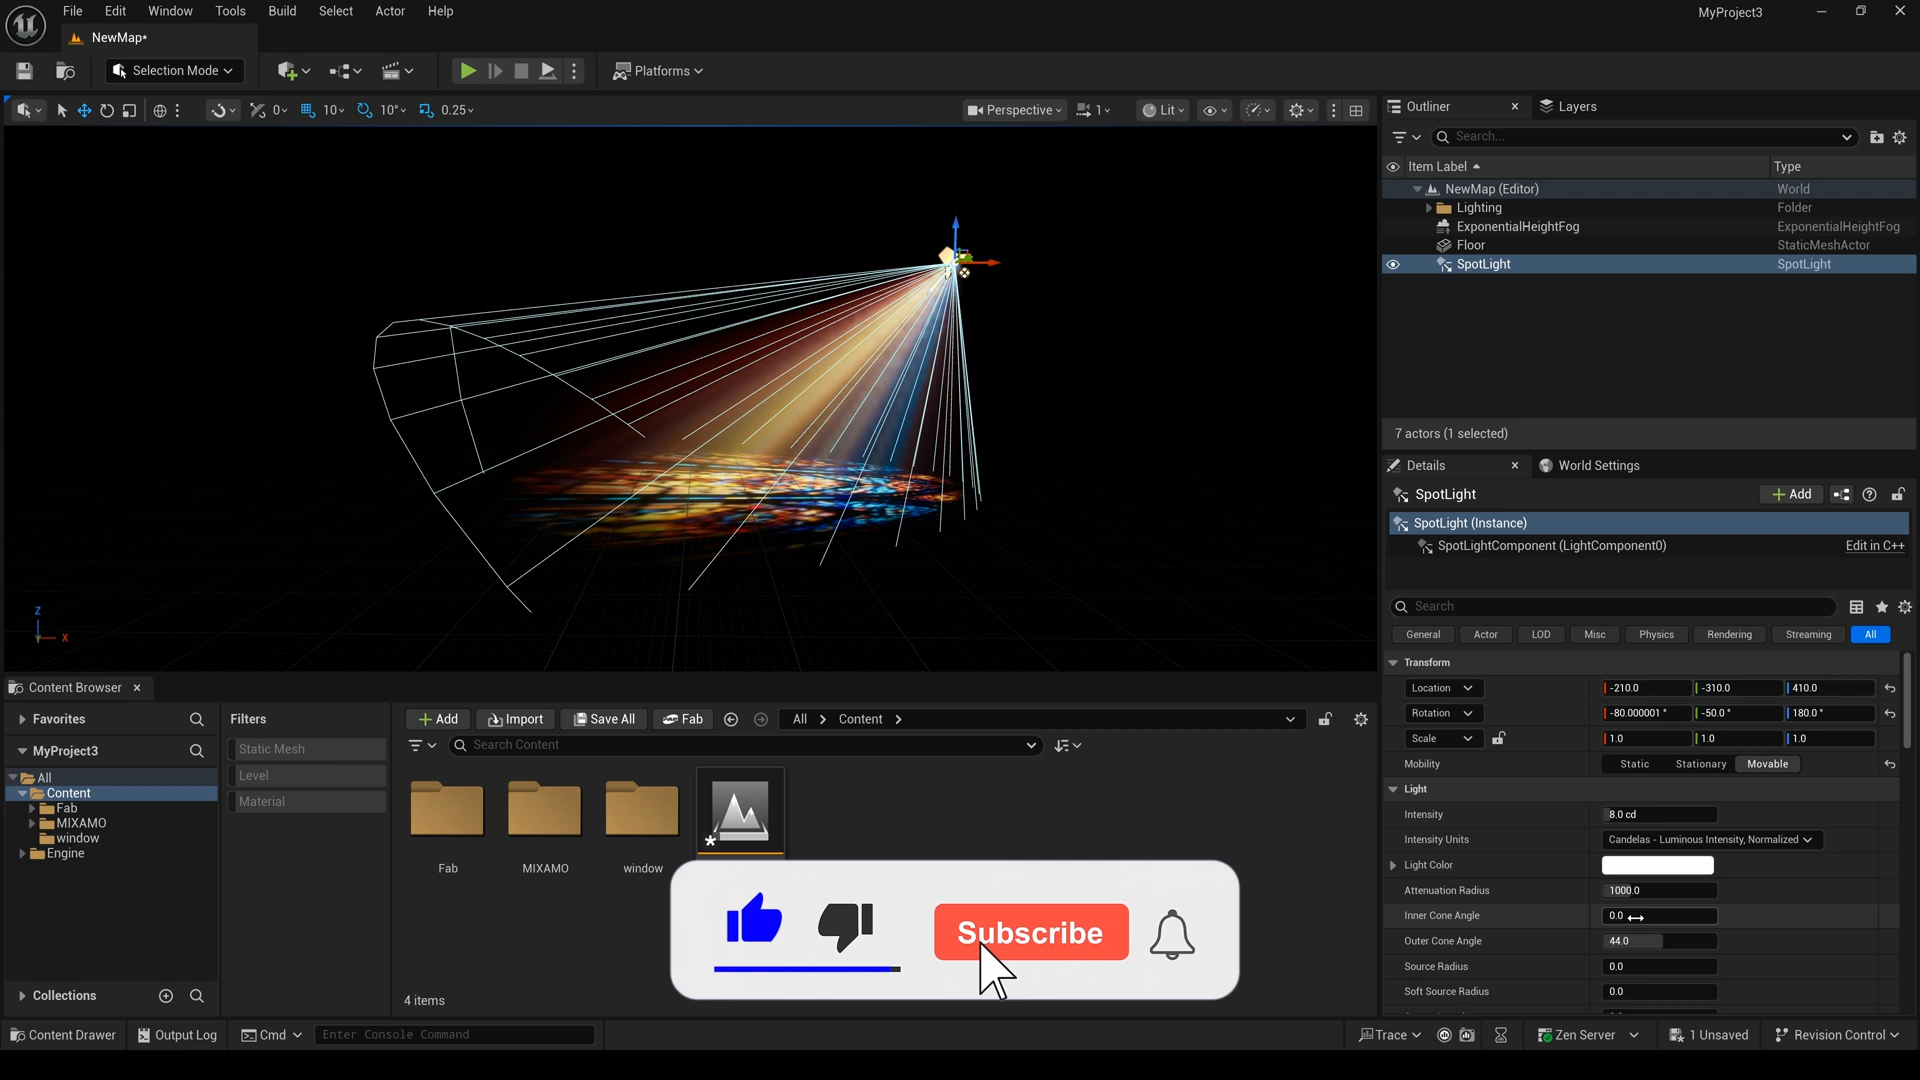 File Edit Window Tools Build Select Actor Help
MyProject3
NewMap*
Selection Mode
Platforms
0 10 10° 0.25
Perspective 1 Lit
Outliner Layers
Search...
Item Label Type
NewMap (Editor) World
Lighting Folder
ExponentialHeightFog ExponentialHeightFog
Floor StaticMeshActor
SpotLight SpotLight
7 actors (1 selected)
Details World Settings
SpotLight Add
SpotLight (Instance)
SpotLightComponent (LightComponent0) Edit in C++
Search
General Actor LOD Misc Physics Rendering Streaming All
Transform
Location -210.0 -310.0 410.0
Rotation -80.000001 ° -50.0 ° 180.0 °
Scale 1.0 1.0 1.0
Mobility Static Stationary Movable
Light
Intensity 8.0 cd
Intensity Units Candelas - Luminous Intensity, Normalized
Light Color
Attenuation Radius 1000.0
Inner Cone Angle 0.0
Outer Cone Angle 44.0
Source Radius 0.0
Soft Source Radius 0.0
Z
X
Content Browser
Favorites
MyProject3
All
Content
Fab
MIXAMO
window
Engine
Collections
Filters
Static Mesh
Level
Material
Add Import Save All Fab All Content
Search Content
Fab MIXAMO window
Subscribe
4 items
Content Drawer Output Log Cmd Enter Console Command
Trace Zen Server 1 Unsaved Revision Control